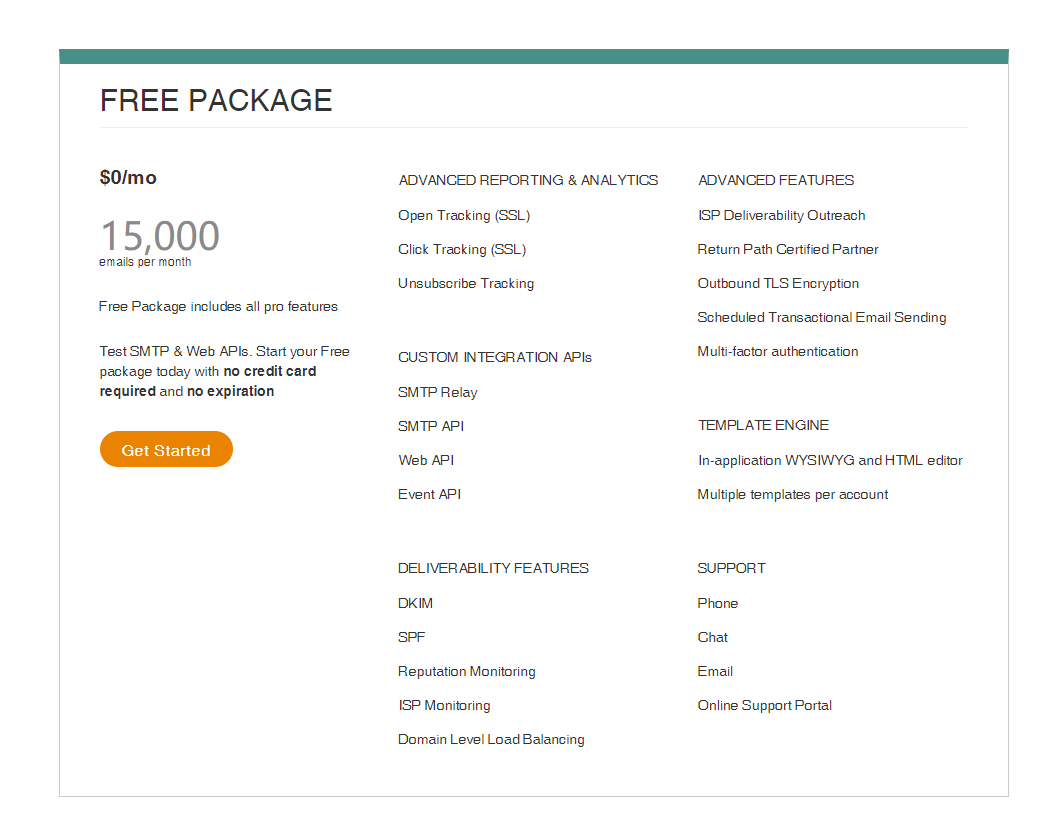 FREE PACKAGE
$0/mo
15,000
emails per month
Free Package includes all pro features
Test SMTP & Web APIs. Start your Free
package today with no credit card
required and no expiration
Get Started
ADVANCED REPORTING & ANALYTICS
Open Tracking (SSL)
Click Tracking (SSL)
Unsubscribe Tracking
CUSTOM INTEGRATION APIs
SMTP Relay
SMTP API
Web API
Event API
DELIVERABILITY FEATURES
DKIM
SPF
Reputation Monitoring
ISP Monitoring
Domain Level Load Balancing
ADVANCED FEATURES
ISP Deliverability Outreach
Return Path Certified Partner
Outbound TLS Encryption
Scheduled Transactional Email Sending
Multi-factor authentication
TEMPLATE ENGINE
In-application WYSIWYG and HTML editor
Multiple templates per account
SUPPORT
Phone
Chat
Email
Online Support Portal